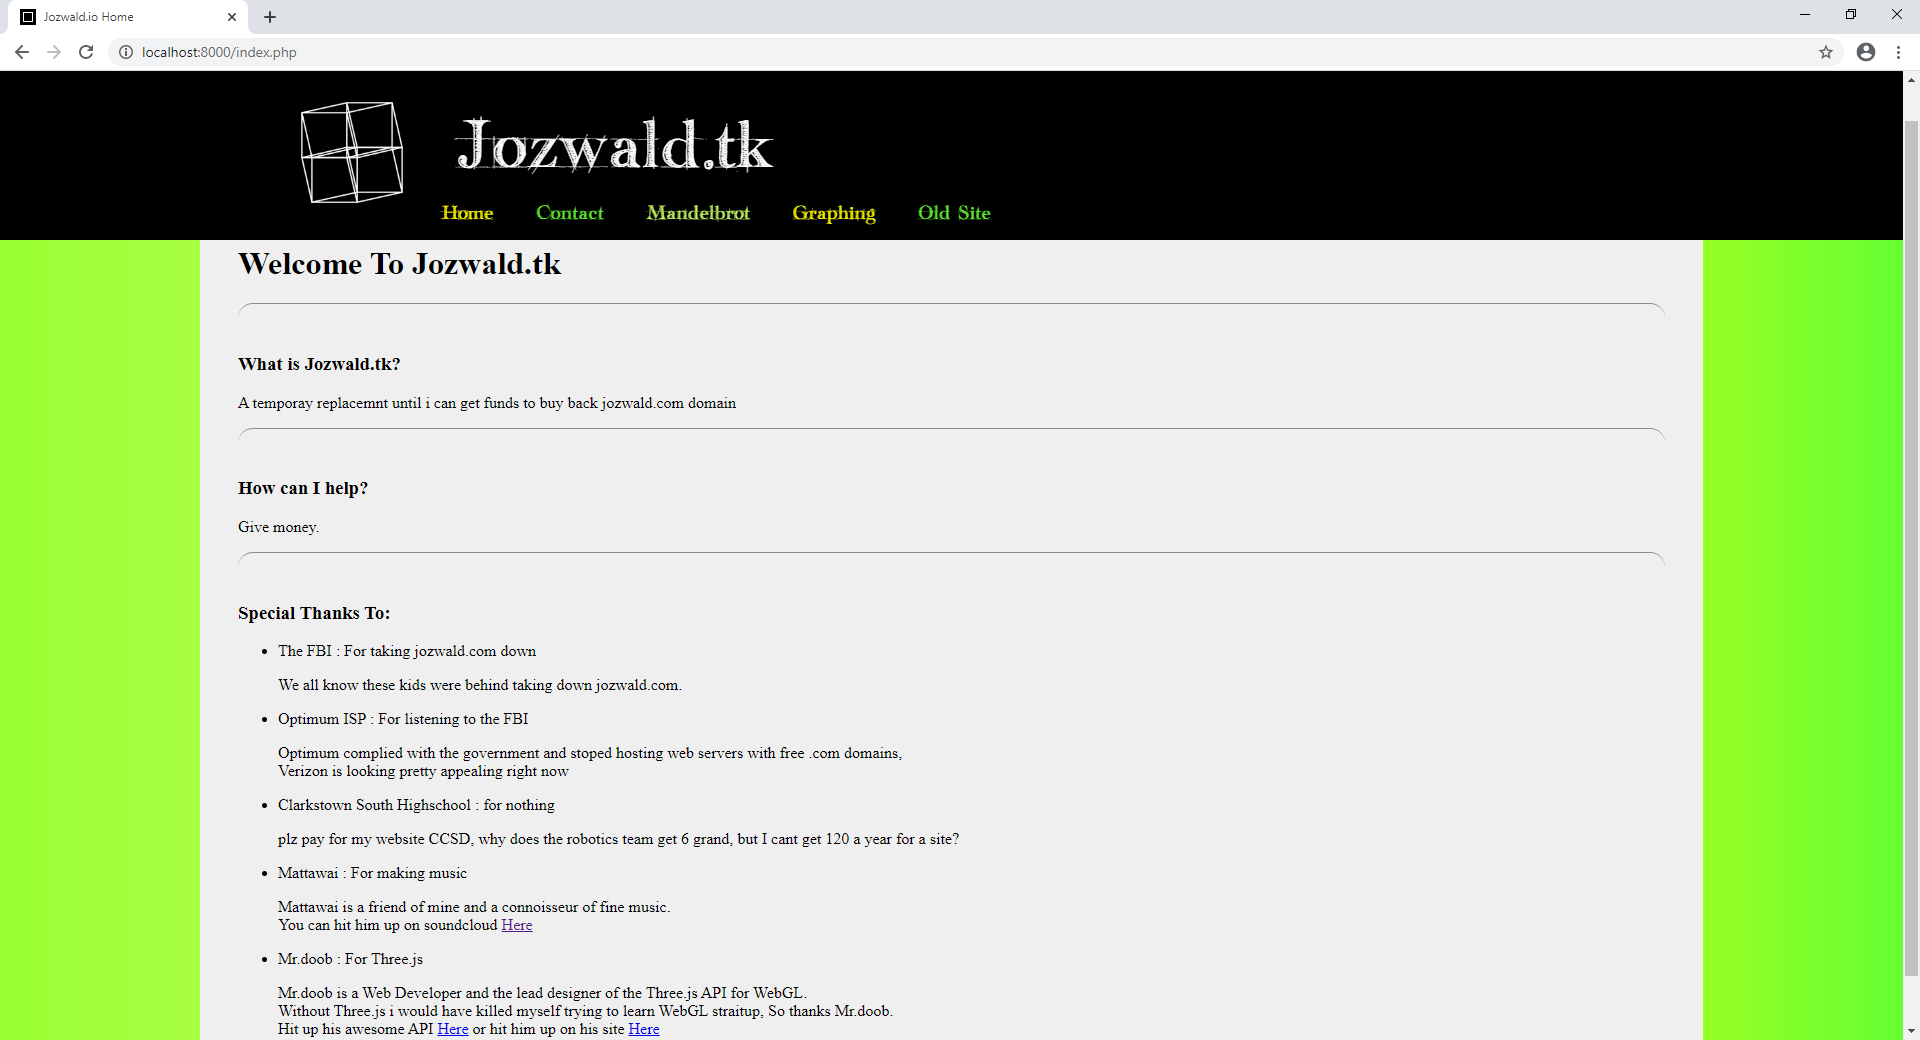 Jozwald.io Home
localhost:8000/index.php
Jozwald.tk
Home Contact Mandelbrot Graphing Old Site
Welcome To Jozwald.tk
What is Jozwald.tk?
A temporay replacemnt until i can get funds to buy back jozwald.com domain
How can I help?
Give money.
Special Thanks To:
The FBI : For taking jozwald.com down
We all know these kids were behind taking down jozwald.com.
Optimum ISP : For listening to the FBI
Optimum complied with the government and stoped hosting web servers with free .com domains,
Verizon is looking pretty appealing right now
Clarkstown South Highschool : for nothing
plz pay for my website CCSD, why does the robotics team get 6 grand, but I cant get 120 a year for a site?
Mattawai : For making music
Mattawai is a friend of mine and a connoisseur of fine music.
You can hit him up on soundcloud Here
Mr.doob : For Three.js
Mr.doob is a Web Developer and the lead designer of the Three.js API for WebGL.
Without Three.js i would have killed myself trying to learn WebGL straitup, So thanks Mr.doob.
Hit up his awesome API Here or hit him up on his site Here